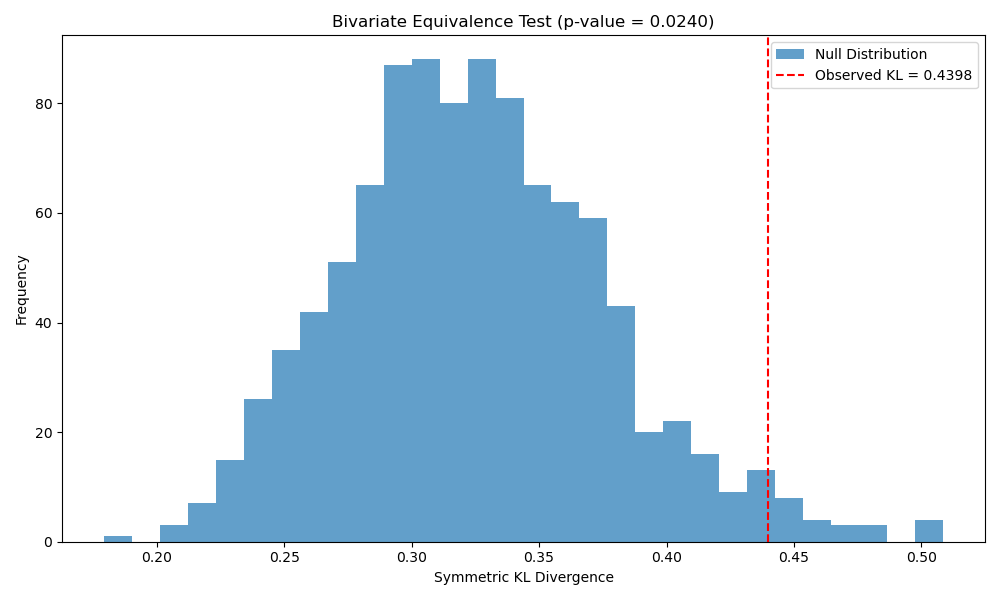 Bivariate Equivalence Test (p-value = 0.0240)
Null Distribution
Observed KL = 0.4398
Frequency
80
60
40
20
0
0.20 0.25 0.30 0.35 0.40 0.45 0.50
Symmetric KL Divergence